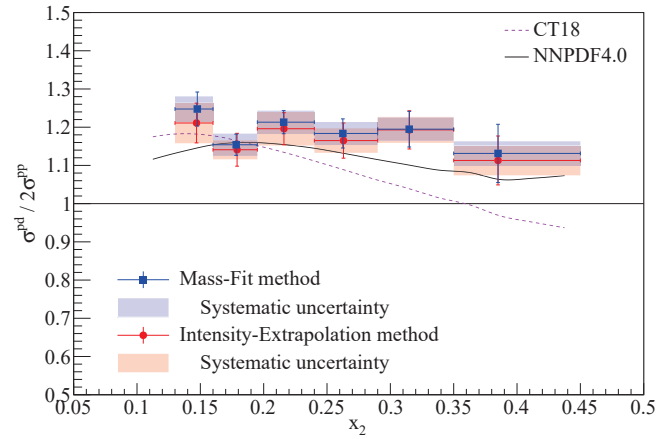 1.5
1.4
1.3
1.2
1.1
1
0.9
0.8
0.7
0.6
0.5
σ^pd / 2σ^pp
CT18
NNPDF4.0
Mass-Fit method
Systematic uncertainty
Intensity-Extrapolation method
Systematic uncertainty
0.05 0.1 0.15 0.2 0.25 0.3 0.35 0.4 0.45 0.5
x₂